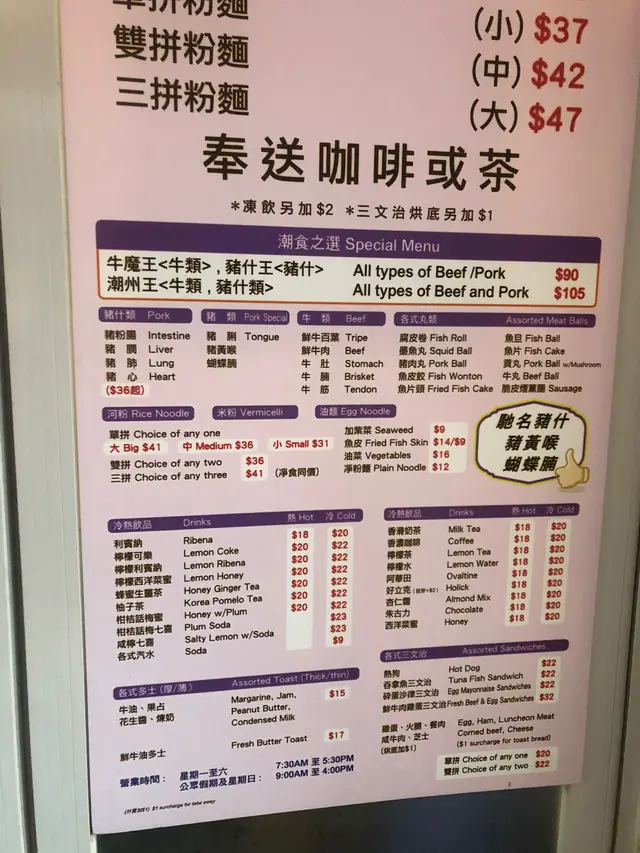 單拼粉麵
(小) $37
雙拼粉麵
(中) $42
三拼粉麵
(大) $47
奉送咖啡或茶
*凍飲另加$2 *三文治烘底另加$1
潮食之選 Special Menu
牛魔王<牛類>, 豬什王<豬什> All types of Beef /Pork $90
潮州王<牛類, 豬什類> All types of Beef and Pork $105
豬什類 Pork
豬粉腸 Intestine
豬膶 Liver
豬肺 Lung
豬心 Heart
($36起)
豬類 Pork Special
豬脷 Tongue
豬黃喉
蝴蝶腩
牛類 Beef
鮮牛百葉 Tripe
鮮牛肉 Beef
牛肚 Stomach
牛腩 Brisket
牛筋 Tendon
各式丸類 Assorted Meat Balls
腐皮卷 Fish Roll
墨魚丸 Squid Ball
豬肉丸 Pork Ball
魚皮餃 Fish Wonton
魚片頭 Fried Fish Cake
魚旦 Fish Ball
魚片 Fish Cake
貢丸 Pork Ball w/Mushroom
牛丸 Beef Ball
脆皮煙薰腸 Sausage
河粉 Rice Noodle 米粉 Vermicelli 油麵 Egg Noodle
單拼 Choice of any one
大 Big $41 中 Medium $36 小 Small $31
雙拼 Choice of any two $36
三拼 Choice of any three $41 (淨食同價)
加紫菜 Seaweed $9
魚皮 Fried Fish Skin $14/$9
油菜 Vegetables $16
淨粉麵 Plain Noodle $12
馳名豬什
豬黃喉
蝴蝶腩
冷熱飲品 Drinks 熱 Hot 冷 Cold
利賓納 Ribena $18 $20
檸檬可樂 Lemon Coke $20 $22
檸檬利賓納 Lemon Ribena $20 $22
檸檬西洋菜蜜 Lemon Honey $20 $22
蜂蜜生薑茶 Honey Ginger Tea $20 $22
柚子茶 Korea Pomelo Tea $20 $22
柑桔話梅蜜 Honey w/Plum $23
柑桔話梅七喜 Plum Soda $23
咸檸七喜 Salty Lemon w/Soda $23
各式汽水 Soda $9
冷熱飲品 Drinks 熱 Hot 冷 Cold
香滑奶茶 Milk Tea $18 $20
香濃咖啡 Coffee $18 $20
檸檬茶 Lemon Tea $18 $20
檸檬水 Lemon Water $18 $20
阿華田 Ovaltine $18 $20
好立克 Holick $18 $20
杏仁霜 Almond Mix $18 $20
朱古力 Chocolate $18 $20
西洋菜蜜 Honey $18 $20
各式三文治 Assorted Sandwiches
熱狗 Hot Dog $22
吞拿魚三文治 Tuna Fish Sandwich $22
碎蛋沙律三文治 Egg Mayonnaise Sandwiches $22
鮮牛肉雞蛋三文治 Fresh Beef & Egg Sandwiches $32
雞蛋、火腿、餐肉 Egg, Ham, Luncheon Meat
咸牛肉、芝士 Corned beef, Cheese
(烘底加$1) ($1 surcharge for toast bread)
單拼 Choice of any one $20
雙拼 Choice of any two $22
各式多士 (厚/薄) Assorted Toast (Thick/thin)
牛油、果占 Margarine, Jam, $15
花生醬、煉奶 Peanut Butter,
Condensed Milk
鮮牛油多士 Fresh Butter Toast $17
營業時間: 星期一至六 7:30AM 至 5:30PM
公眾假期及星期日: 9:00AM 至 4:00PM
(外賣加$1) $1 surcharge for take away